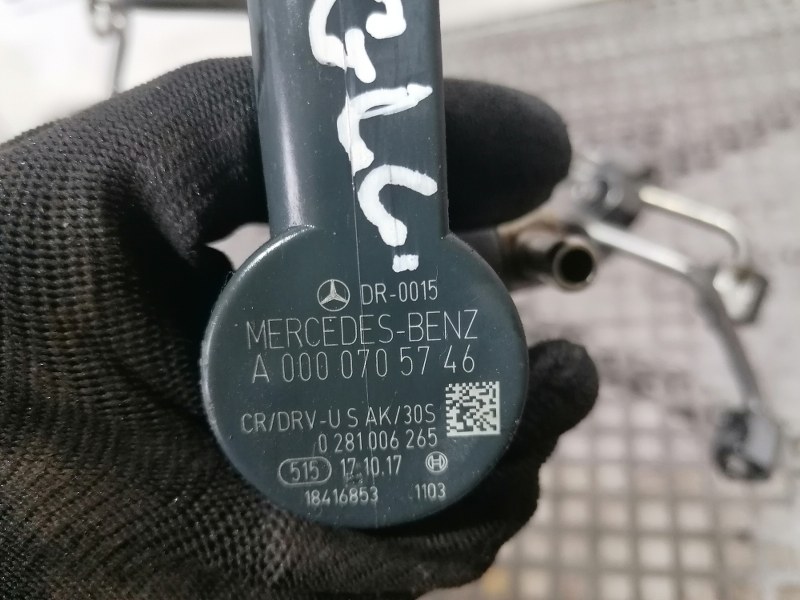 GLC.
DR-0015
MERCEDES-BENZ
A 000 070 57 46
CR/DRV-U S AK/30S
0 281 006 265
515 17.10.17
18416853 1103